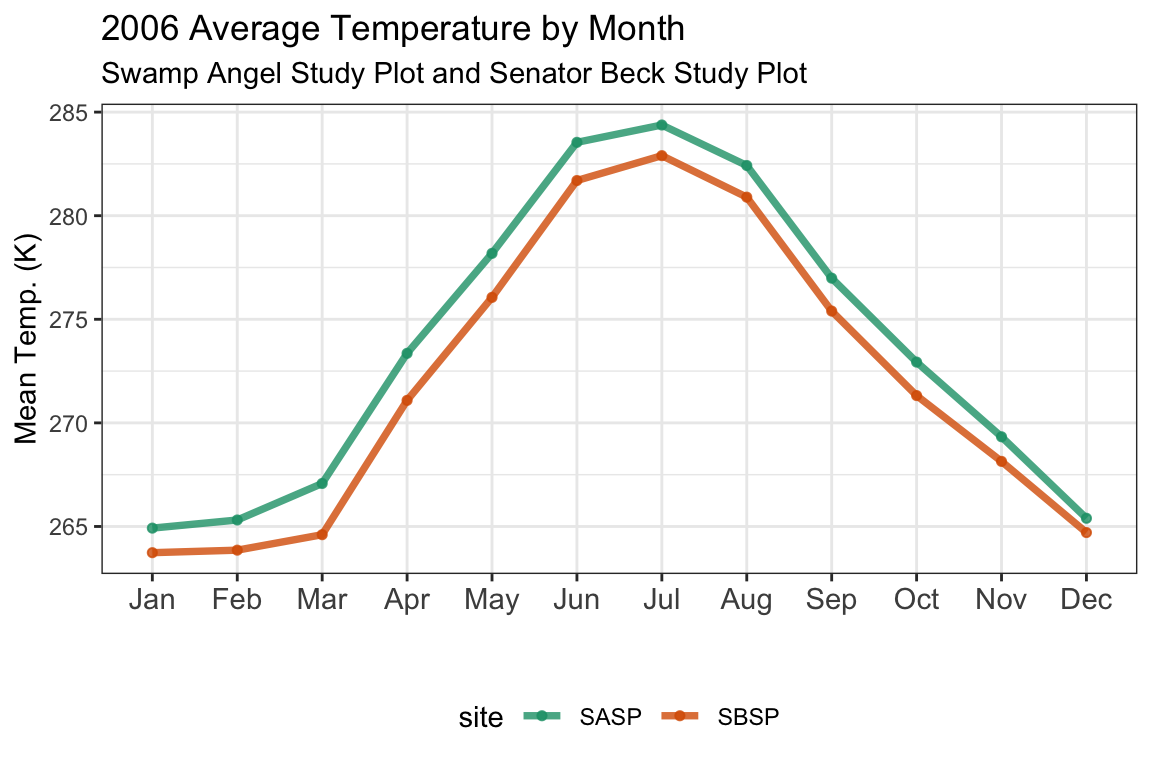 2006 Average Temperature by Month
Swamp Angel Study Plot and Senator Beck Study Plot
Mean Temp. (K)
285
280
275
270
265
Jan Feb Mar Apr May Jun Jul Aug Sep Oct Nov Dec
site SASP SBSP